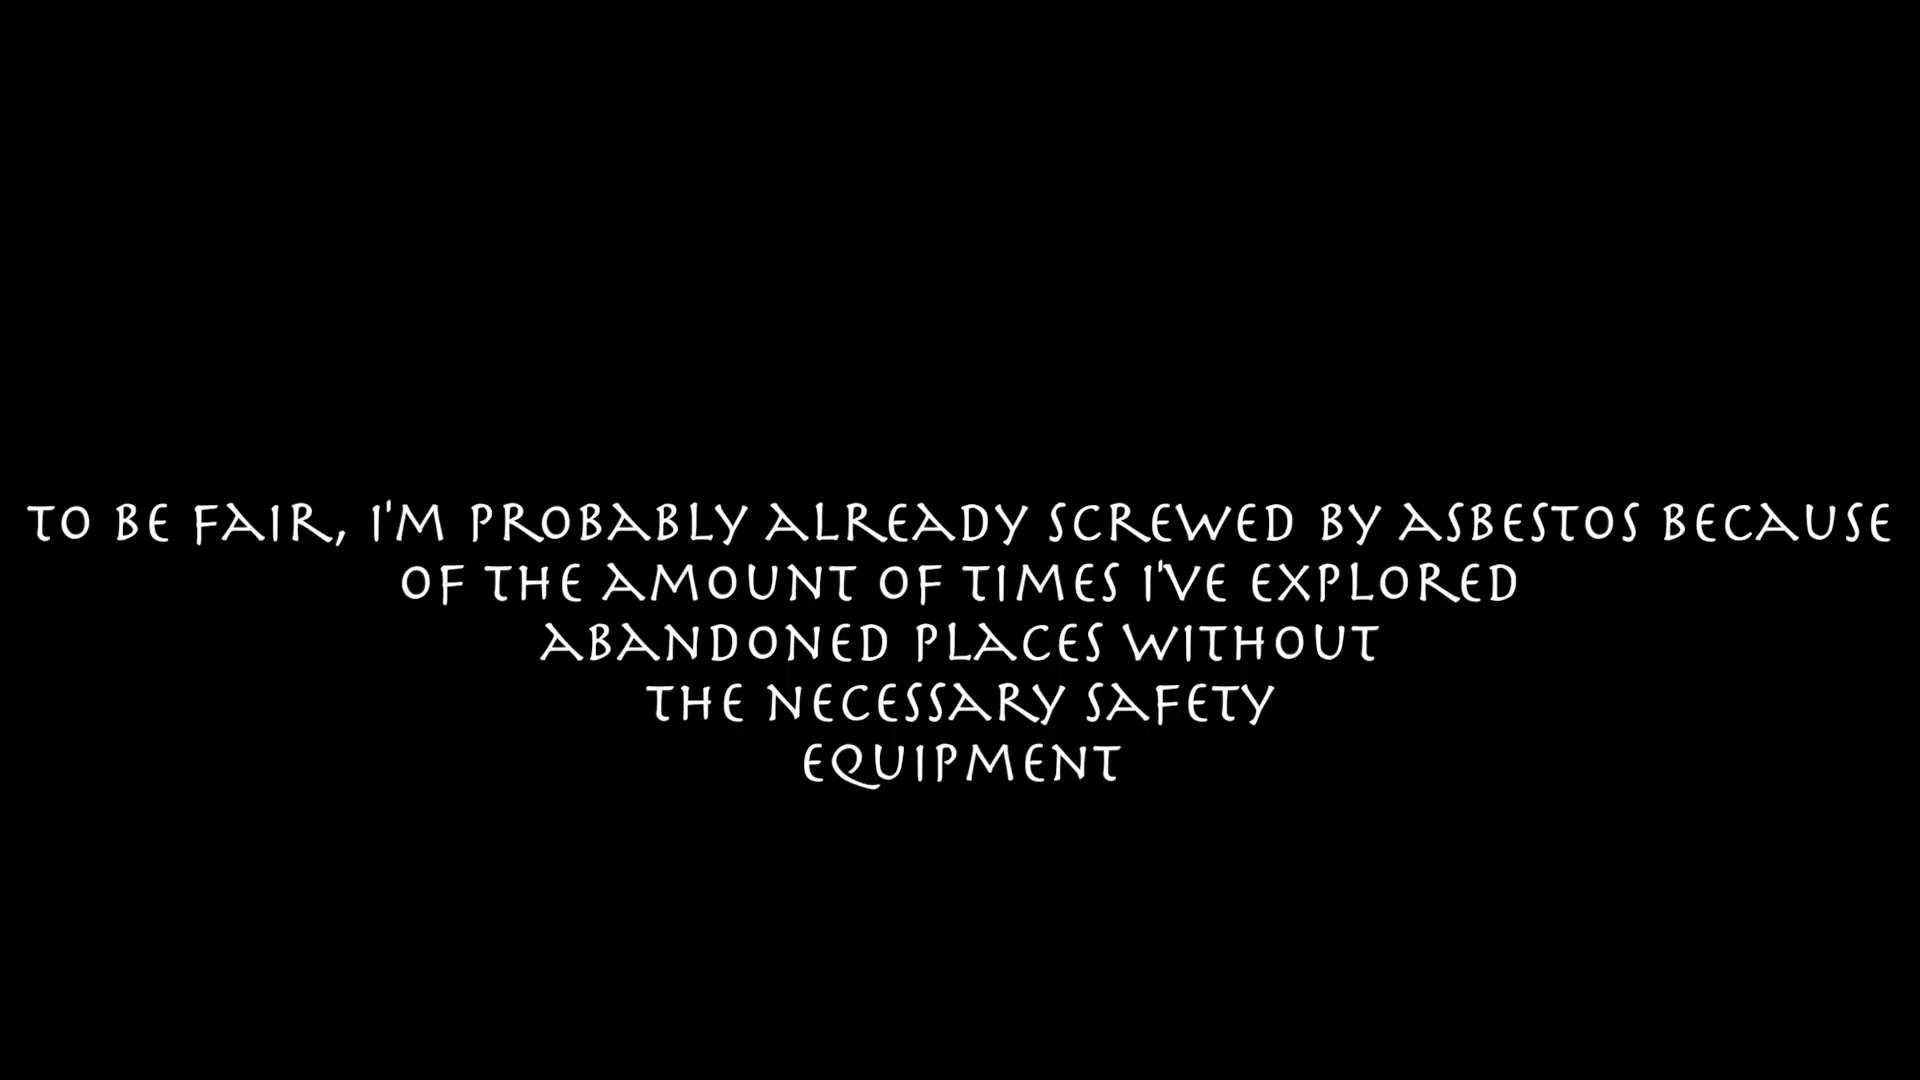 TO BE FAIR, I'M PROBABLY ALREADY SCREWED BY ASBESTOS BECAUSE
OF THE AMOUNT OF TIMES I'VE EXPLORED
ABANDONED PLACES WITHOUT
THE NECESSARY SAFETY
EQUIPMENT